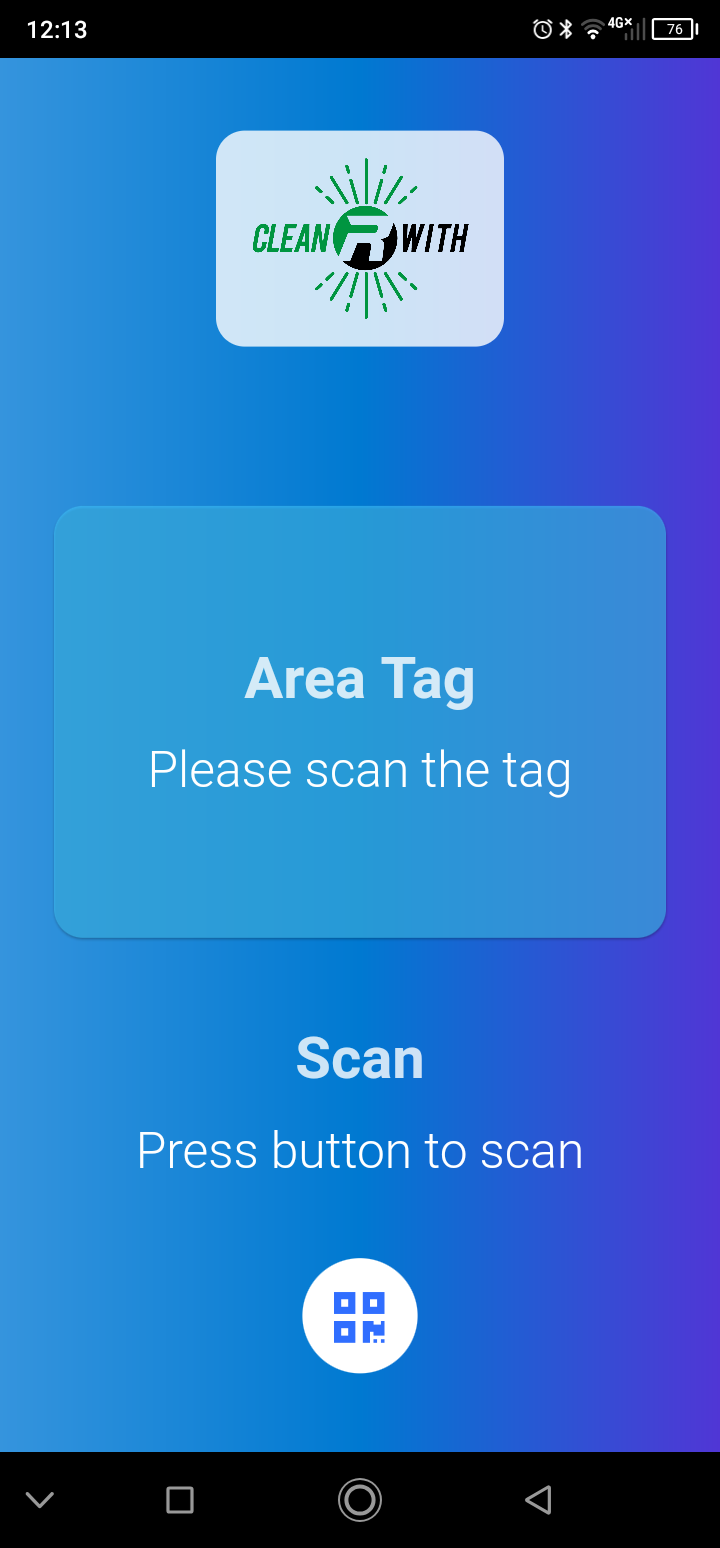 12:13
4G×
76
CLEAN R WITH
Area Tag
Please scan the tag
Scan
Press button to scan